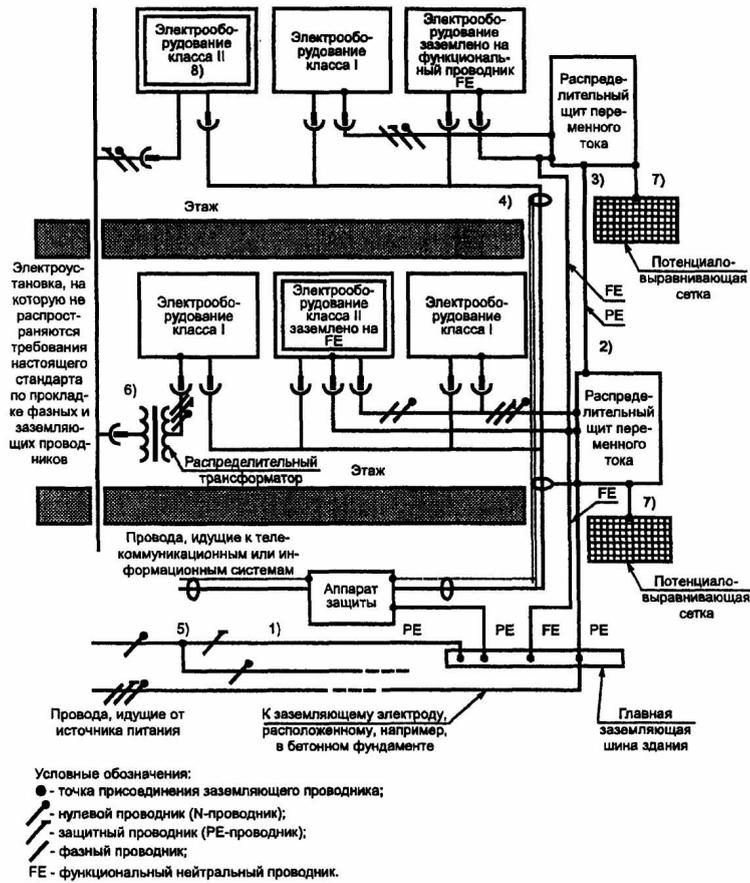 Электрообо-
рудование
класса II
8)
Электрообо-
рудование
класса I
Электрообо-
рудование
заземлено на
функциональ-
ный проводник
FE
Распреде-
лительный
щит пере-
менного
тока
3)
7)
4)
Этаж
Потенциало-
выравнивающая
сетка
FE
PE
2)
Электроус-
тановка, на
которую не
распрост-
раняются
требования
настоящего
стандарта
по проклад-
ке фазных и
заземляю-
щих провод-
ников
Электрообо-
рудование
класса I
Электрообо-
рудование
класса II
заземлено на
FE
Электрообо-
рудование
класса I
6)
Распреде-
лительный
щит пере-
менного
тока
Распределительный
трансформатор
Этаж
FE
7)
Потенциало-
выравнивающая
сетка
Провода, идущие к теле-
коммуникационным или ин-
формационным системам
Аппарат
защиты
5)
1)
PE
PE
FE
PE
Провода, идущие от
источника питания
К заземляющему электроду,
расположенному, например,
в бетонном фундаменте
Главная
заземляющая
шина здания
Условные обозначения:
- точка присоединения заземляющего проводника;
- нулевой проводник (N-проводник);
- защитный проводник (PE-проводник);
- фазный проводник;
FE - функциональный нейтральный проводник.